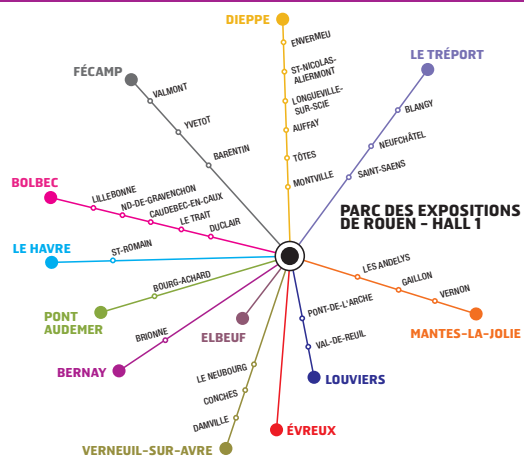 DIEPPE
ENVERMEU
ST-NICOLAS-
ALIERMONT
LONGUEVILLE-
SUR-SCIE
AUFFAY
TÔTES
MONTVILLE
LE TRÉPORT
BLANGY
NEUFCHÂTEL
SAINT-SAENS
FÉCAMP
VALMONT
YVETOT
BARENTIN
BOLBEC
LILLEBONNE
ND-DE-GRAVENCHON
CAUDEBEC-EN-CAUX
LE TRAIT
DUCLAIR
PARC DES EXPOSITIONS
DE ROUEN - HALL 1
LE HAVRE
ST-ROMAIN
BOURG-ACHARD
PONT
AUDEMER
LES ANDELYS
GAILLON
VERNON
MANTES-LA-JOLIE
BRIONNE
BERNAY
ELBEUF
PONT-DE-L'ARCHE
VAL-DE-REUIL
LOUVIERS
LE NEUBOURG
CONCHES
DAMVILLE
VERNEUIL-SUR-AVRE
ÉVREUX